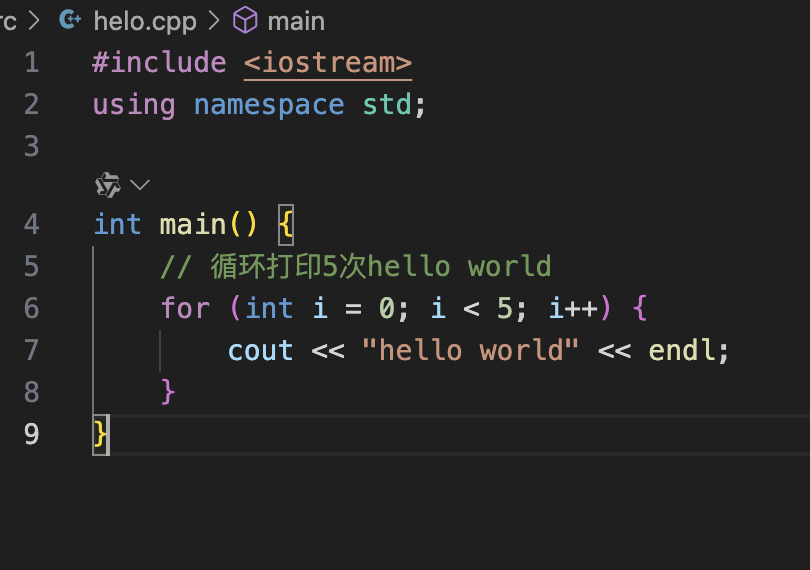 rc > helo.cpp > main
1 #include <iostream>
2 using namespace std;
3
4 int main() {
5     // 循环打印5次hello world
6     for (int i = 0; i < 5; i++) {
7         cout << "hello world" << endl;
8     }
9 }